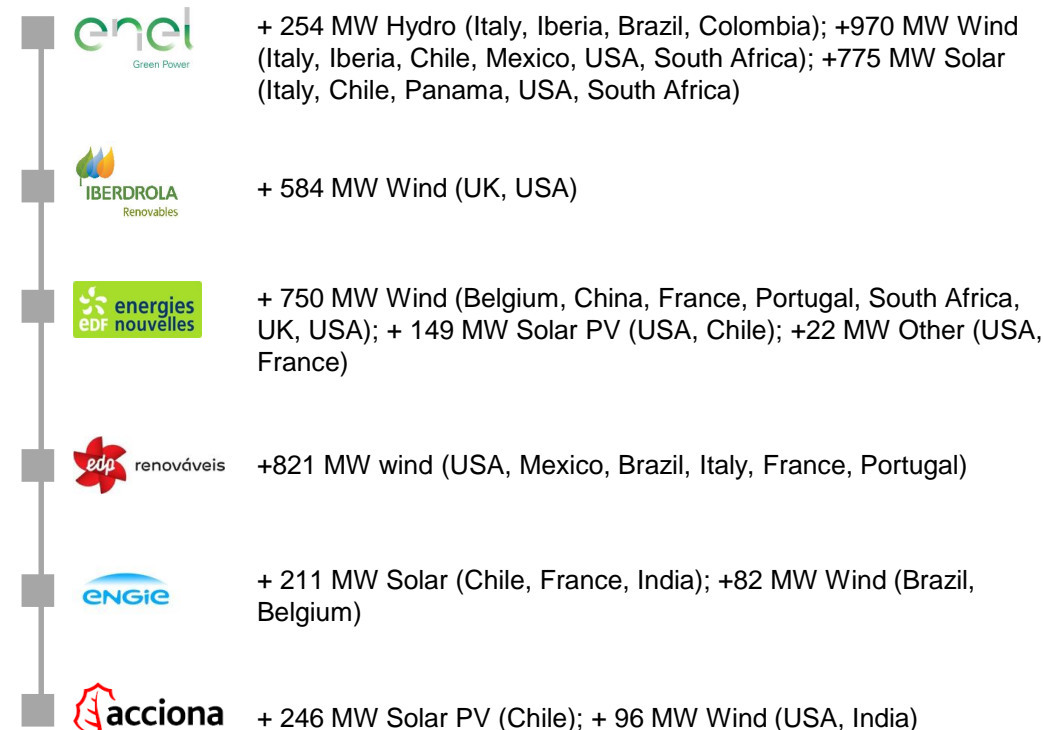 enel
Green Power
+ 254 MW Hydro (Italy, Iberia, Brazil, Colombia); +970 MW Wind
(Italy, Iberia, Chile, Mexico, USA, South Africa); +775 MW Solar
(Italy, Chile, Panama, USA, South Africa)
IBERDROLA
Renovables
+ 584 MW Wind (UK, USA)
edf energies
nouvelles
+ 750 MW Wind (Belgium, China, France, Portugal, South Africa,
UK, USA); + 149 MW Solar PV (USA, Chile); +22 MW Other (USA,
France)
edp renováveis
+821 MW wind (USA, Mexico, Brazil, Italy, France, Portugal)
ENGIE
+ 211 MW Solar (Chile, France, India); +82 MW Wind (Brazil,
Belgium)
acciona
+ 246 MW Solar PV (Chile); + 96 MW Wind (USA, India)